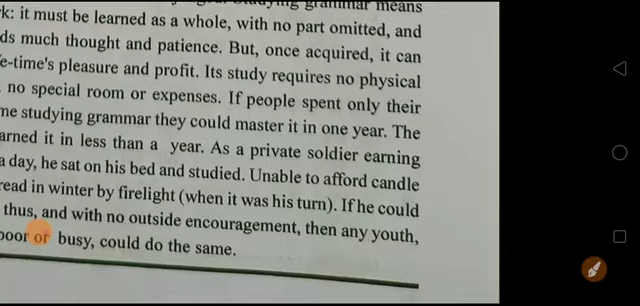 grammar means
k: it must be learned as a whole, with no part omitted, and
ds much thought and patience. But, once acquired, it can
e-time's pleasure and profit. Its study requires no physical
no special room or expenses. If people spent only their
me studying grammar they could master it in one year. The
arned it in less than a year. As a private soldier earning
a day, he sat on his bed and studied. Unable to afford candle
read in winter by firelight (when it was his turn). If he could
thus, and with no outside encouragement, then any youth,
poor or busy, could do the same.